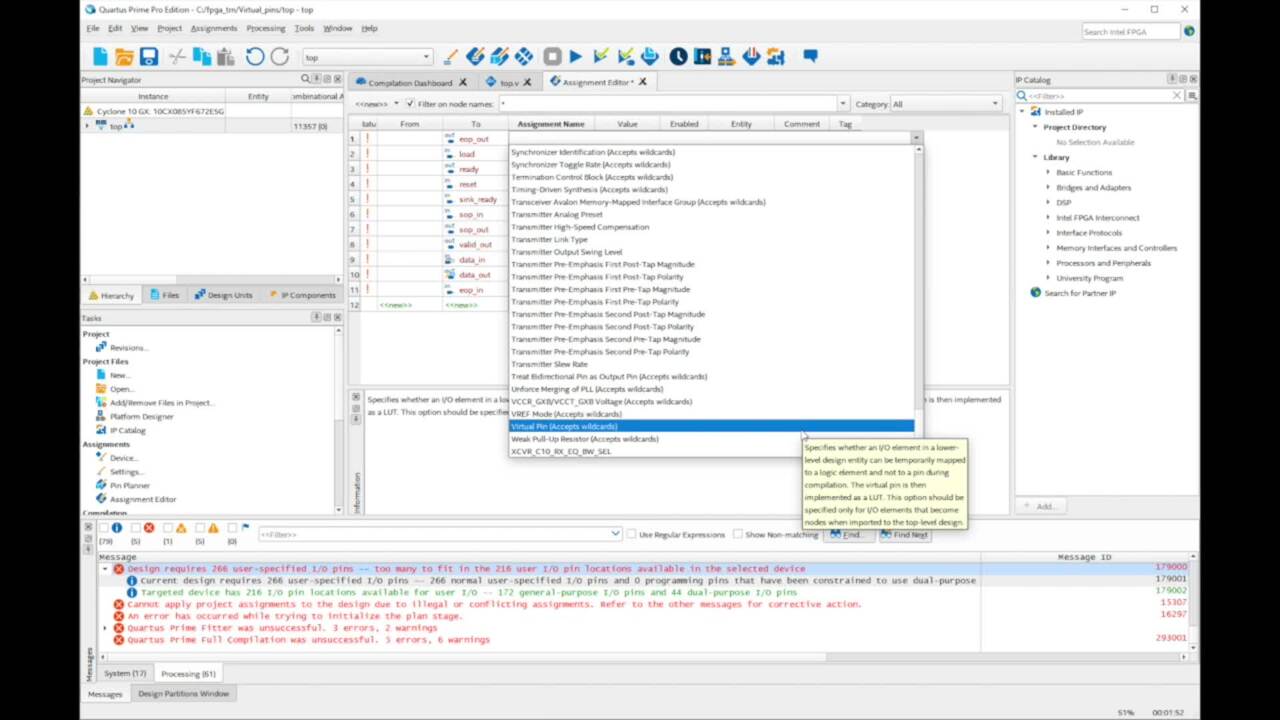 Quartus Prime Pro Edition - C:/fpga_trn/Virtual_pins/top - top
File Edit View Project Assignments Processing Tools Window Help
Search Intel FPGA
top
Project Navigator
Compilation Dashboard top.v Assignment Editor*
IP Catalog
Instance Entity ombinational A
<<new>> Filter on node names: * Category: All
<<Filter>>
Cyclone 10 GX: 10CX085YF672E5G
top 11357 [0]
tatu From To Assignment Name Value Enabled Entity Comment Tag
1 eop_out
2 load
3 ready
4 reset
5 sink_ready
6 sop_in
7 sop_out
8 valid_out
9 data_in
10 data_out
11 eop_in
12 <<new>> <<new>>
Synchronizer Identification (Accepts wildcards)
Synchronizer Toggle Rate (Accepts wildcards)
Termination Control Block (Accepts wildcards)
Timing-Driven Synthesis (Accepts wildcards)
Transceiver Avalon Memory-Mapped Interface Group (Accepts wildcards)
Transmitter Analog Preset
Transmitter High-Speed Compensation
Transmitter Link Type
Transmitter Output Swing Level
Transmitter Pre-Emphasis First Post-Tap Magnitude
Transmitter Pre-Emphasis First Post-Tap Polarity
Transmitter Pre-Emphasis First Pre-Tap Magnitude
Transmitter Pre-Emphasis First Pre-Tap Polarity
Transmitter Pre-Emphasis Second Post-Tap Magnitude
Transmitter Pre-Emphasis Second Post-Tap Polarity
Transmitter Pre-Emphasis Second Pre-Tap Magnitude
Transmitter Pre-Emphasis Second Pre-Tap Polarity
Transmitter Slew Rate
Treat Bidirectional Pin as Output Pin (Accepts wildcards)
Unforce Merging of PLL (Accepts wildcards)
VCCR_GXB/VCCT_GXB Voltage (Accepts wildcards)
VREF Mode (Accepts wildcards)
Virtual Pin (Accepts wildcards)
Weak Pull-Up Resistor (Accepts wildcards)
XCVR_C10_RX_EQ_BW_SEL
Installed IP
Project Directory
No Selection Available
Library
Basic Functions
Bridges and Adapters
DSP
Intel FPGA Interconnect
Interface Protocols
Memory Interfaces and Controllers
Processors and Peripherals
University Program
Search for Partner IP
+ Add...
Hierarchy Files Design Units IP Components
Tasks
Project
Revisions...
Project Files
New...
Open...
Add/Remove Files in Project...
Platform Designer
IP Catalog
Assignments
Device...
Settings...
Pin Planner
Assignment Editor
Compilation
Specifies whether an I/O element in a lowe
n is then implemented
as a LUT. This option should be specifie
Information
Specifies whether an I/O element in a lower-
level design entity can be temporarily mapped
to a logic element and not to a pin during
compilation. The virtual pin is then
implemented as a LUT. This option should be
specified only for I/O elements that become
nodes when imported to the top-level design.
(79) (5) (1) (5) (0)
<<Filter>> Use Regular Expressions Show Non-matching Find... Find Next
Message Message ID
Design requires 266 user-specified I/O pins -- too many to fit in the 216 user I/O pin locations available in the selected device 179000
Current design requires 266 user-specified I/O pins -- 266 normal user-specified I/O pins and 0 programming pins that have been constrained to use dual-purpose 179001
Targeted device has 216 I/O pin locations available for user I/O -- 172 general-purpose I/O pins and 44 dual-purpose I/O pins 179002
Cannot apply project assignments to the design due to illegal or conflicting assignments. Refer to the other messages for corrective action. 15307
An error has occurred while trying to initialize the plan stage. 16297
Quartus Prime Fitter was unsuccessful. 3 errors, 2 warnings
Quartus Prime Full Compilation was unsuccessful. 5 errors, 6 warnings 293001
Messages
System (17) Processing (61)
Messages Design Partitions Window
51% 00:01:52